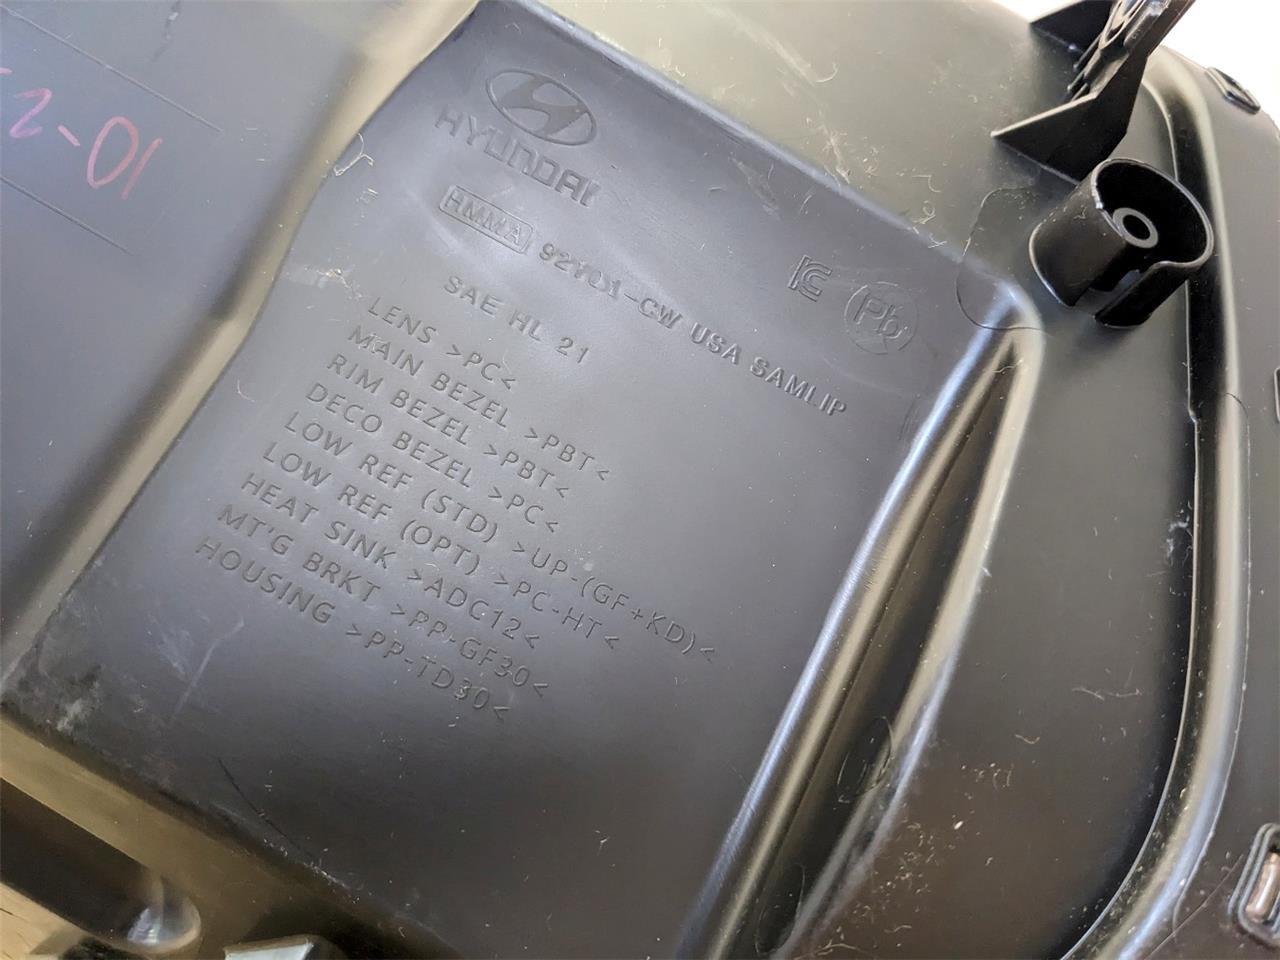 2-01
HYUNDAI
HMMA 92101-CW USA SAMLIP
Pb
SAE HL 21
LENS >PC<
MAIN BEZEL >PBT<
RIM BEZEL >PBT<
DECO BEZEL >PC<
LOW REF (STD) >UP-(GF+KD)<
LOW REF (OPT) >PC-HT<
HEAT SINK >ADC12<
MT'G BRKT >PP-GF30<
HOUSING >PP-TD30<